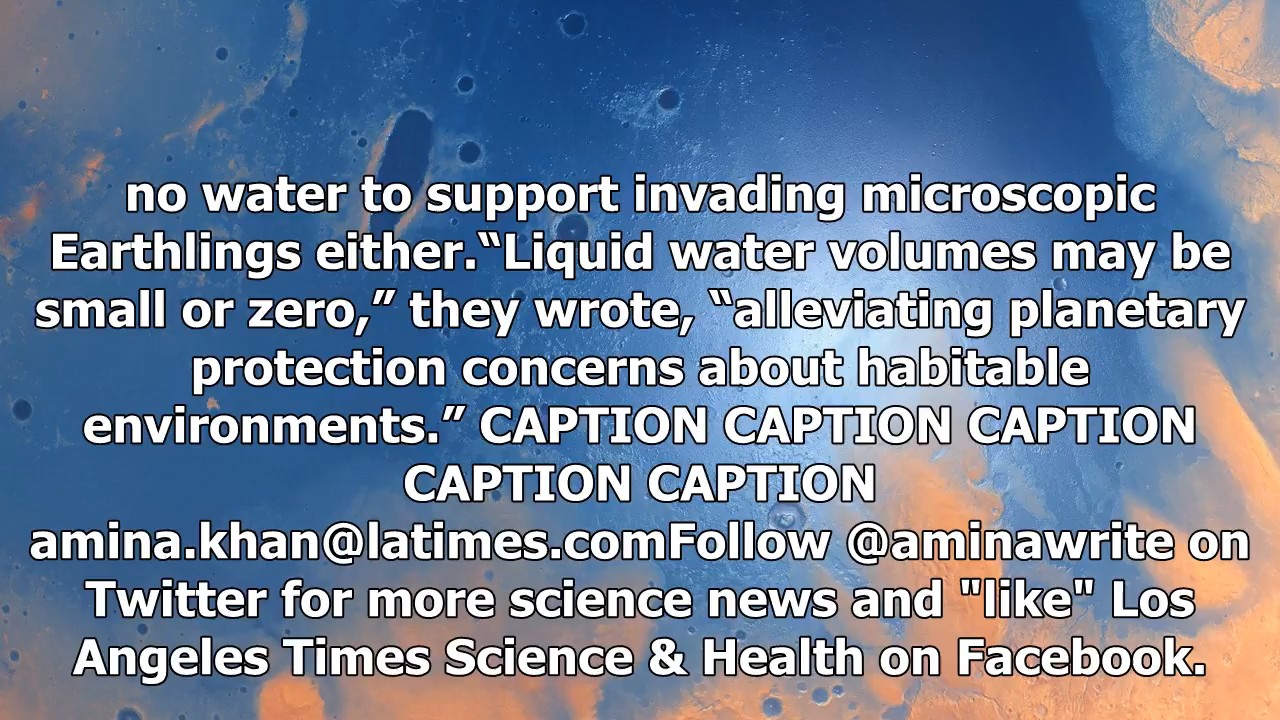 no water to support invading microscopic
Earthlings either.“Liquid water volumes may be
small or zero,” they wrote, “alleviating planetary
protection concerns about habitable
environments.” CAPTION CAPTION CAPTION
CAPTION CAPTION
amina.khan@latimes.comFollow @aminawrite on
Twitter for more science news and "like" Los
Angeles Times Science & Health on Facebook.